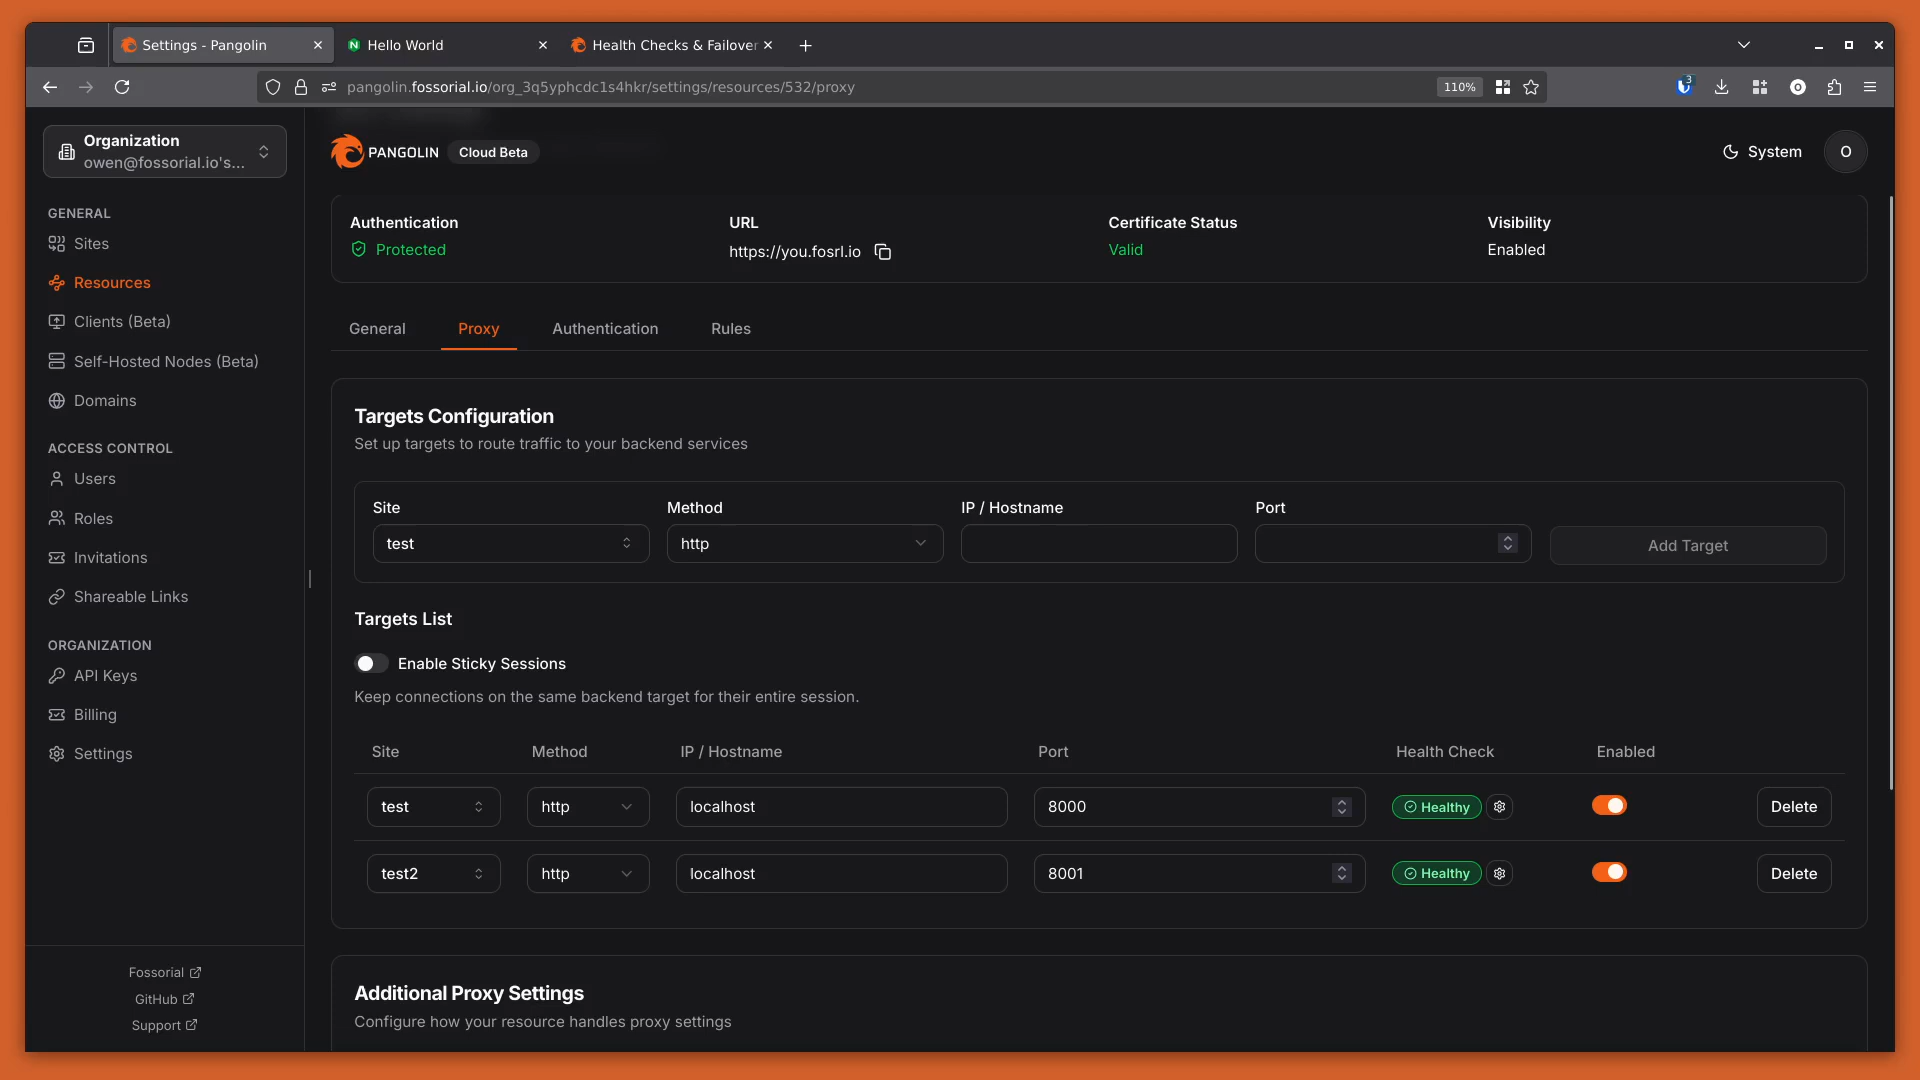 Settings - Pangolin
Hello World
Health Checks & Failover
pangolin.fossorial.io/org_3q5yphcdc1s4hkr/settings/resources/532/proxy
110%
3
O
Organization
owen@fossorial.io's...
PANGOLIN
Cloud Beta
System
O
GENERAL
Sites
Resources
Clients (Beta)
Self-Hosted Nodes (Beta)
Domains
ACCESS CONTROL
Users
Roles
Invitations
Shareable Links
ORGANIZATION
API Keys
Billing
Settings
Fossorial
GitHub
Support
Authentication
Protected
URL
https://you.fosrl.io
Certificate Status
Valid
Visibility
Enabled
General
Proxy
Authentication
Rules
Targets Configuration
Set up targets to route traffic to your backend services
Site
Method
IP / Hostname
Port
test
http
Add Target
Targets List
Enable Sticky Sessions
Keep connections on the same backend target for their entire session.
Site
Method
IP / Hostname
Port
Health Check
Enabled
test
http
localhost
8000
Healthy
Delete
test2
http
localhost
8001
Healthy
Delete
Additional Proxy Settings
Configure how your resource handles proxy settings